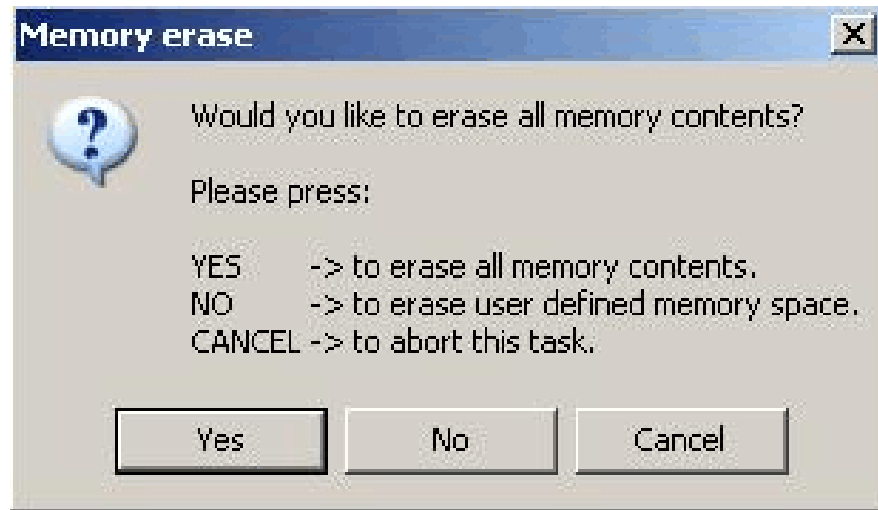 Memory erase
Would you like to erase all memory contents?
Please press:
YES -> to erase all memory contents.
NO -> to erase user defined memory space.
CANCEL -> to abort this task.
Yes No Cancel